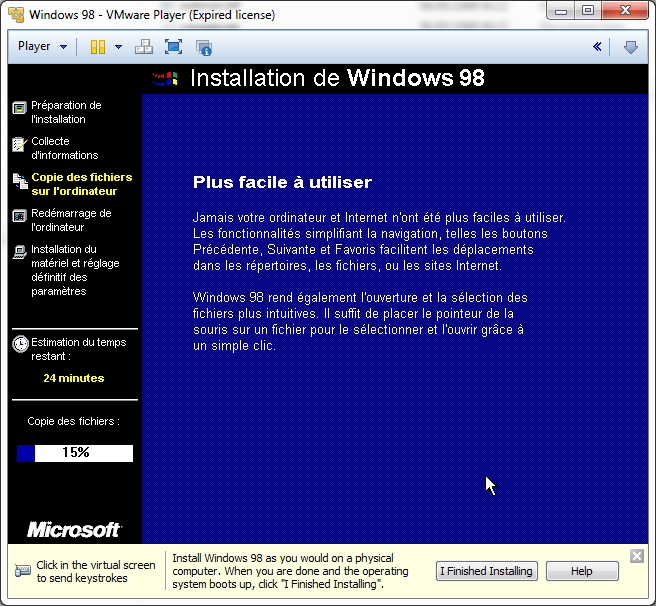 Windows 98 - VMware Player (Expired license)
Player
Installation de Windows 98
Préparation de
l'installation
Collecte
d'informations
Copie des fichiers
sur l'ordinateur
Redémarrage de
l'ordinateur
Installation du
matériel et réglage
définitif des
paramètres
Estimation du temps
restant :
24 minutes
Copie des fichiers :
15%
Microsoft
Plus facile à utiliser
Jamais votre ordinateur et Internet n'ont été plus faciles à utiliser.
Les fonctionnalités simplifiant la navigation, telles les boutons
Précédente, Suivante et Favoris facilitent les déplacements
dans les répertoires, les fichiers, ou les sites Internet.
Windows 98 rend également l'ouverture et la sélection des
fichiers plus intuitives. Il suffit de placer le pointeur de la
souris sur un fichier pour le sélectionner et l'ouvrir grâce à
un simple clic.
Click in the virtual screen
to send keystrokes
Install Windows 98 as you would on a physical
computer. When you are done and the operating
system boots up, click "I Finished Installing".
I Finished Installing
Help